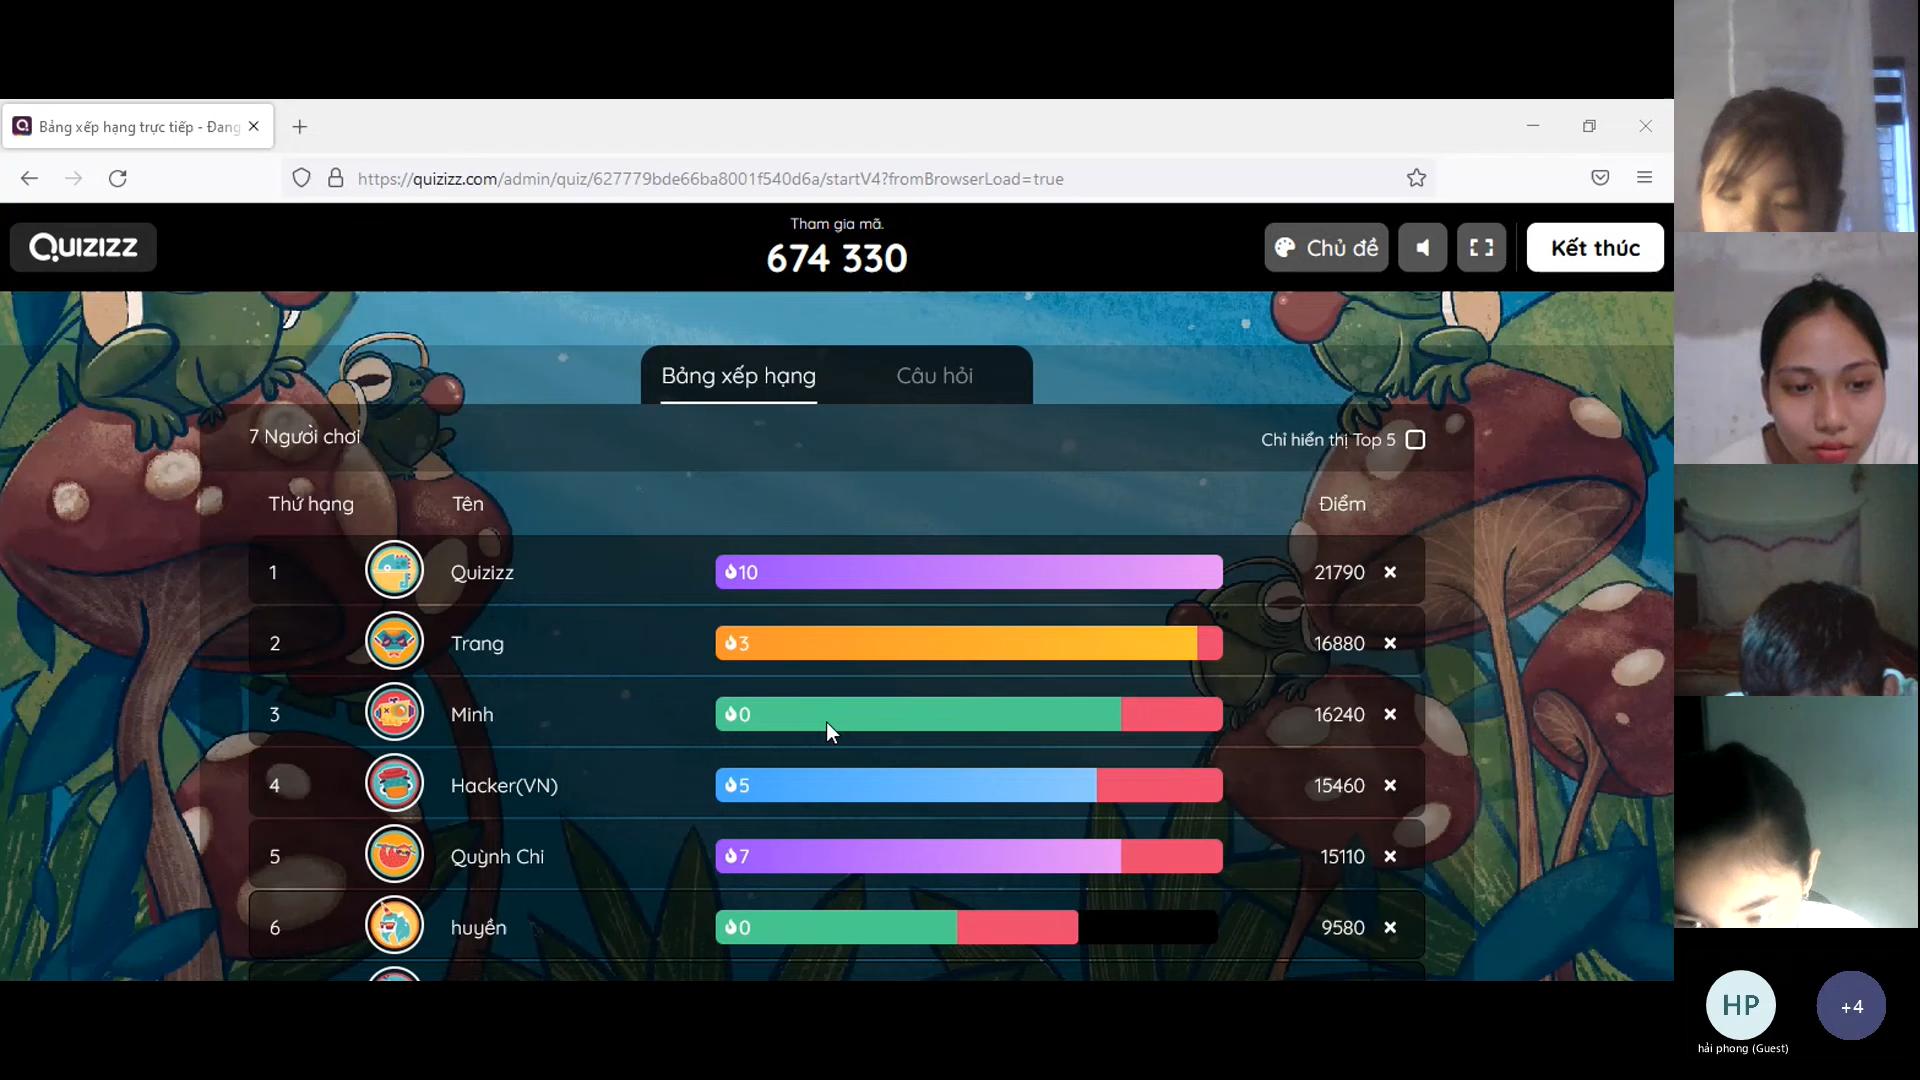 Bảng xếp hạng trực tiếp - Đang
https://quizizz.com/admin/quiz/627779bde66ba8001f540d6a/startV4?fromBrowserLoad=true
Quizizz
Tham gia mã.
674 330
Chủ đề
Kết thúc
Bảng xếp hạng
Câu hỏi
7 Người chơi
Chỉ hiển thị Top 5
Thứ hạng Tên Điểm
1 Quizizz 10 21790
2 Trang 3 16880
3 Minh 0 16240
4 Hacker(VN) 5 15460
5 Quỳnh Chi 7 15110
6 huyền 0 9580
HP
+4
hải phong (Guest)